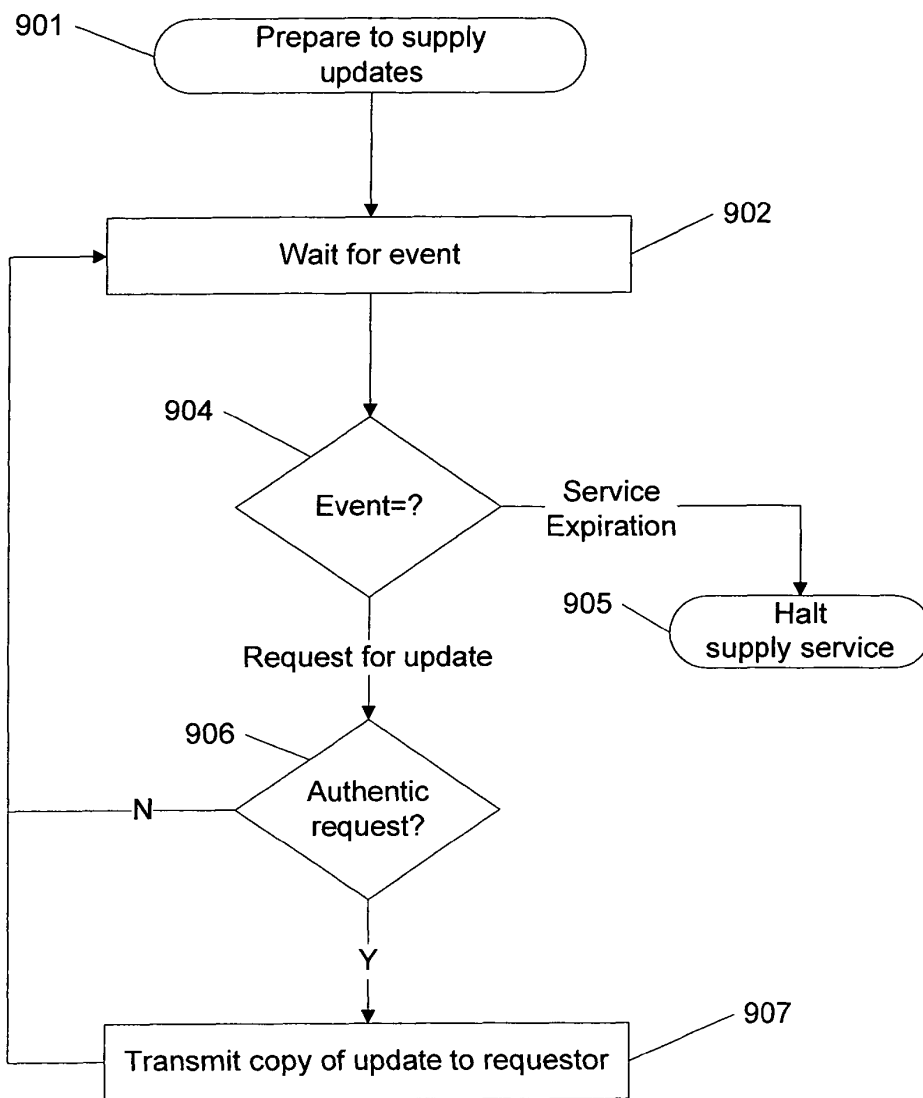 901
Prepare to supply
updates
902
Wait for event
904
Event=?
Service
Expiration
905
Halt
supply service
Request for update
906
Authentic
request?
N
Y
907
Transmit copy of update to requestor